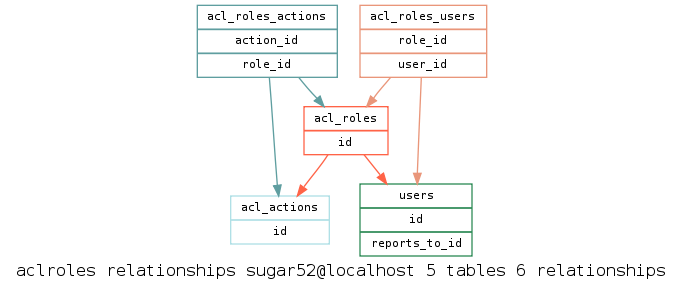 acl_roles_actions
action_id
role_id
acl_roles_users
role_id
user_id
acl_roles
id
acl_actions
id
users
id
reports_to_id
aclroles relationships sugar52@localhost 5 tables 6 relationships